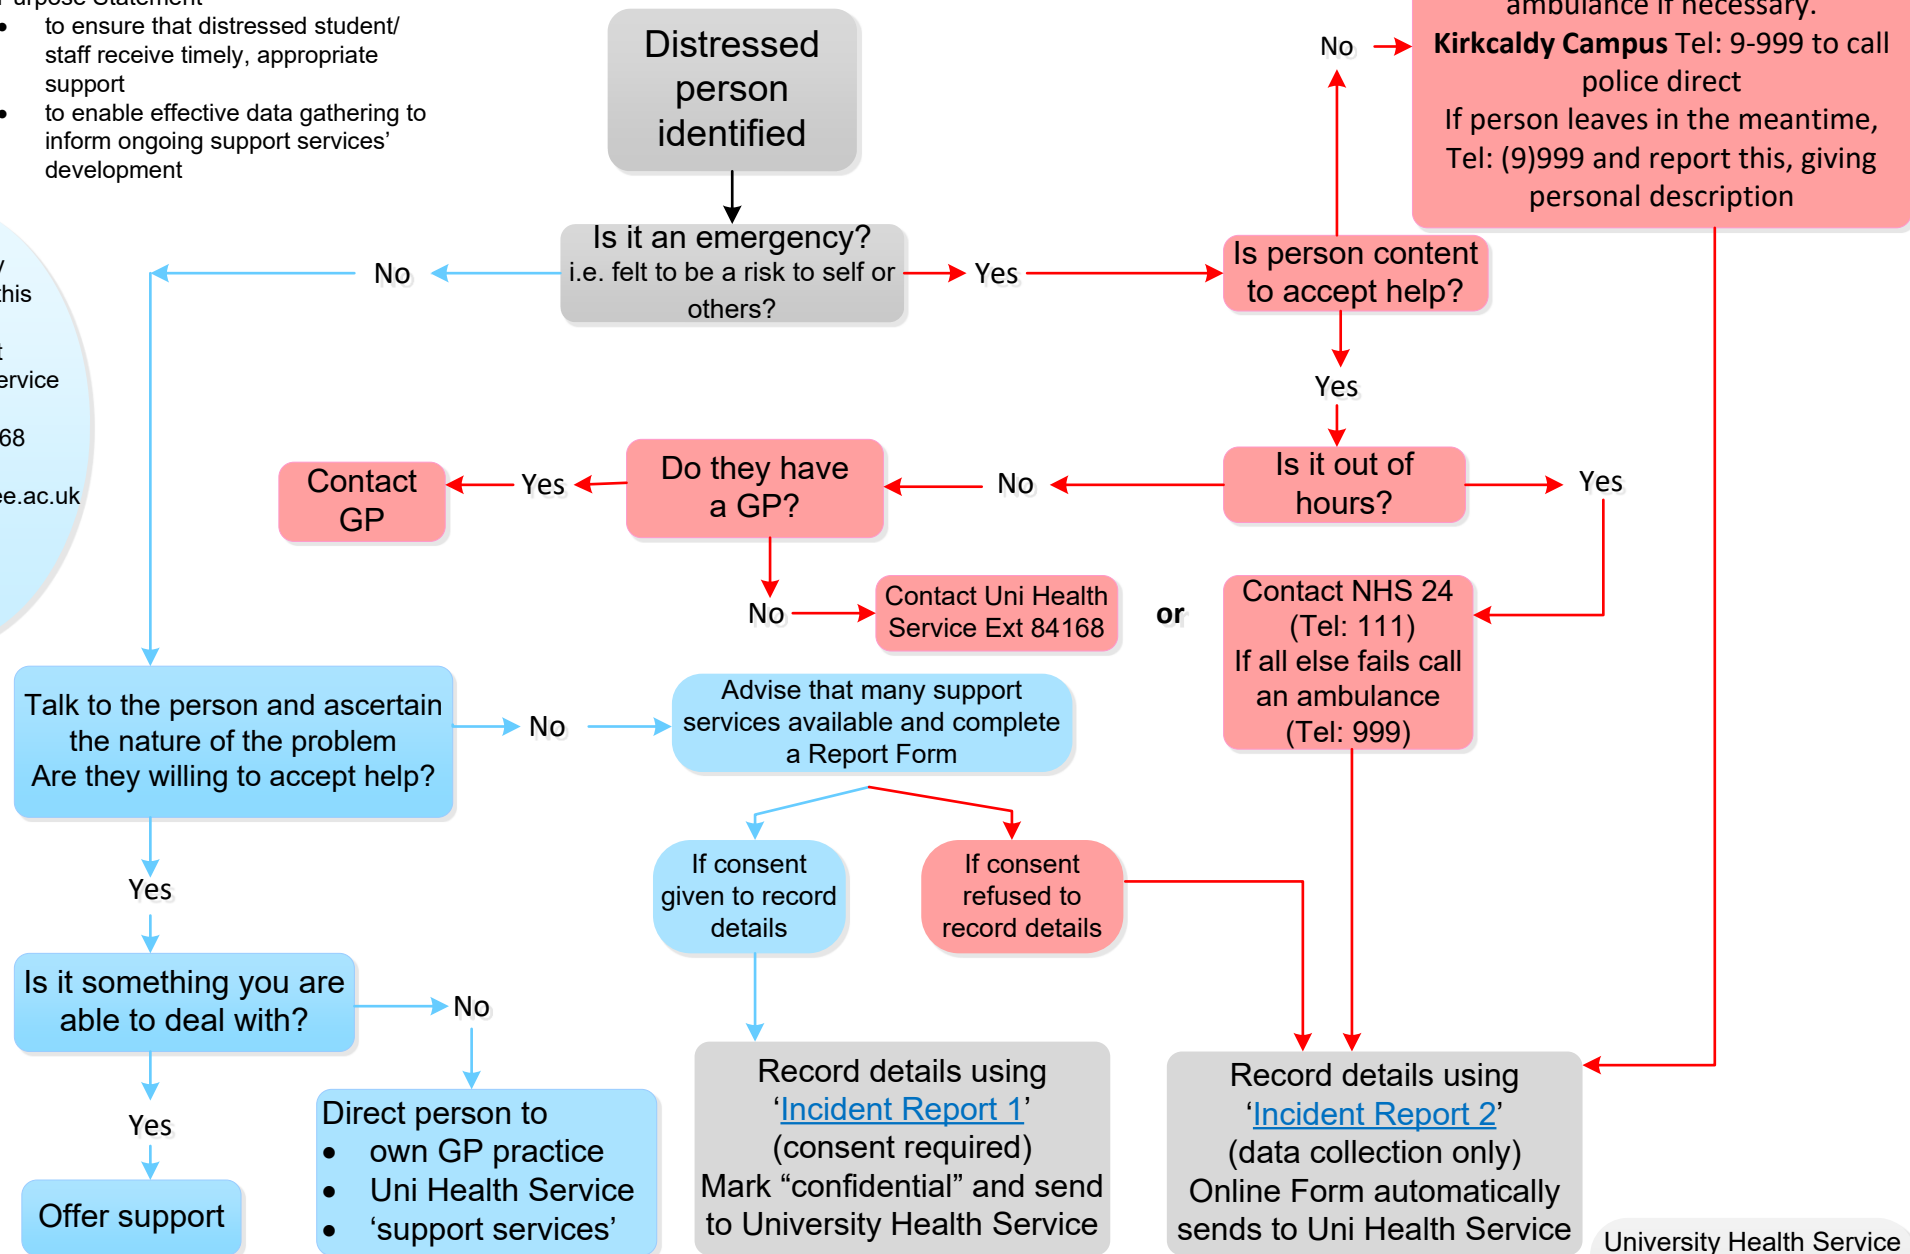 Purpose Statement
• to ensure that distressed student/
staff receive timely, appropriate
support
• to enable effective data gathering to
inform ongoing support services’
development
Distressed
person
identified
No
ambulance if necessary.
Kirkcaldy Campus Tel: 9-999 to call
police direct
If person leaves in the meantime,
Tel: (9)999 and report this, giving
personal description
Is it an emergency?
i.e. felt to be a risk to self or
others?
No
Yes
Is person content
to accept help?
this
68
ee.ac.uk
Yes
Contact
GP
Yes
Do they have
a GP?
No
Is it out of
hours?
Yes
No
Contact Uni Health
Service Ext 84168
or
Contact NHS 24
(Tel: 111)
If all else fails call
an ambulance
(Tel: 999)
Talk to the person and ascertain
the nature of the problem
Are they willing to accept help?
No
Advise that many support
services available and complete
a Report Form
Yes
If consent
given to record
details
If consent
refused to
record details
Is it something you are
able to deal with?
No
Yes
Offer support
Direct person to
• own GP practice
• Uni Health Service
• ‘support services’
Record details using
‘Incident Report 1’
(consent required)
Mark “confidential” and send
to University Health Service
Record details using
‘Incident Report 2’
(data collection only)
Online Form automatically
sends to Uni Health Service
University Health Service